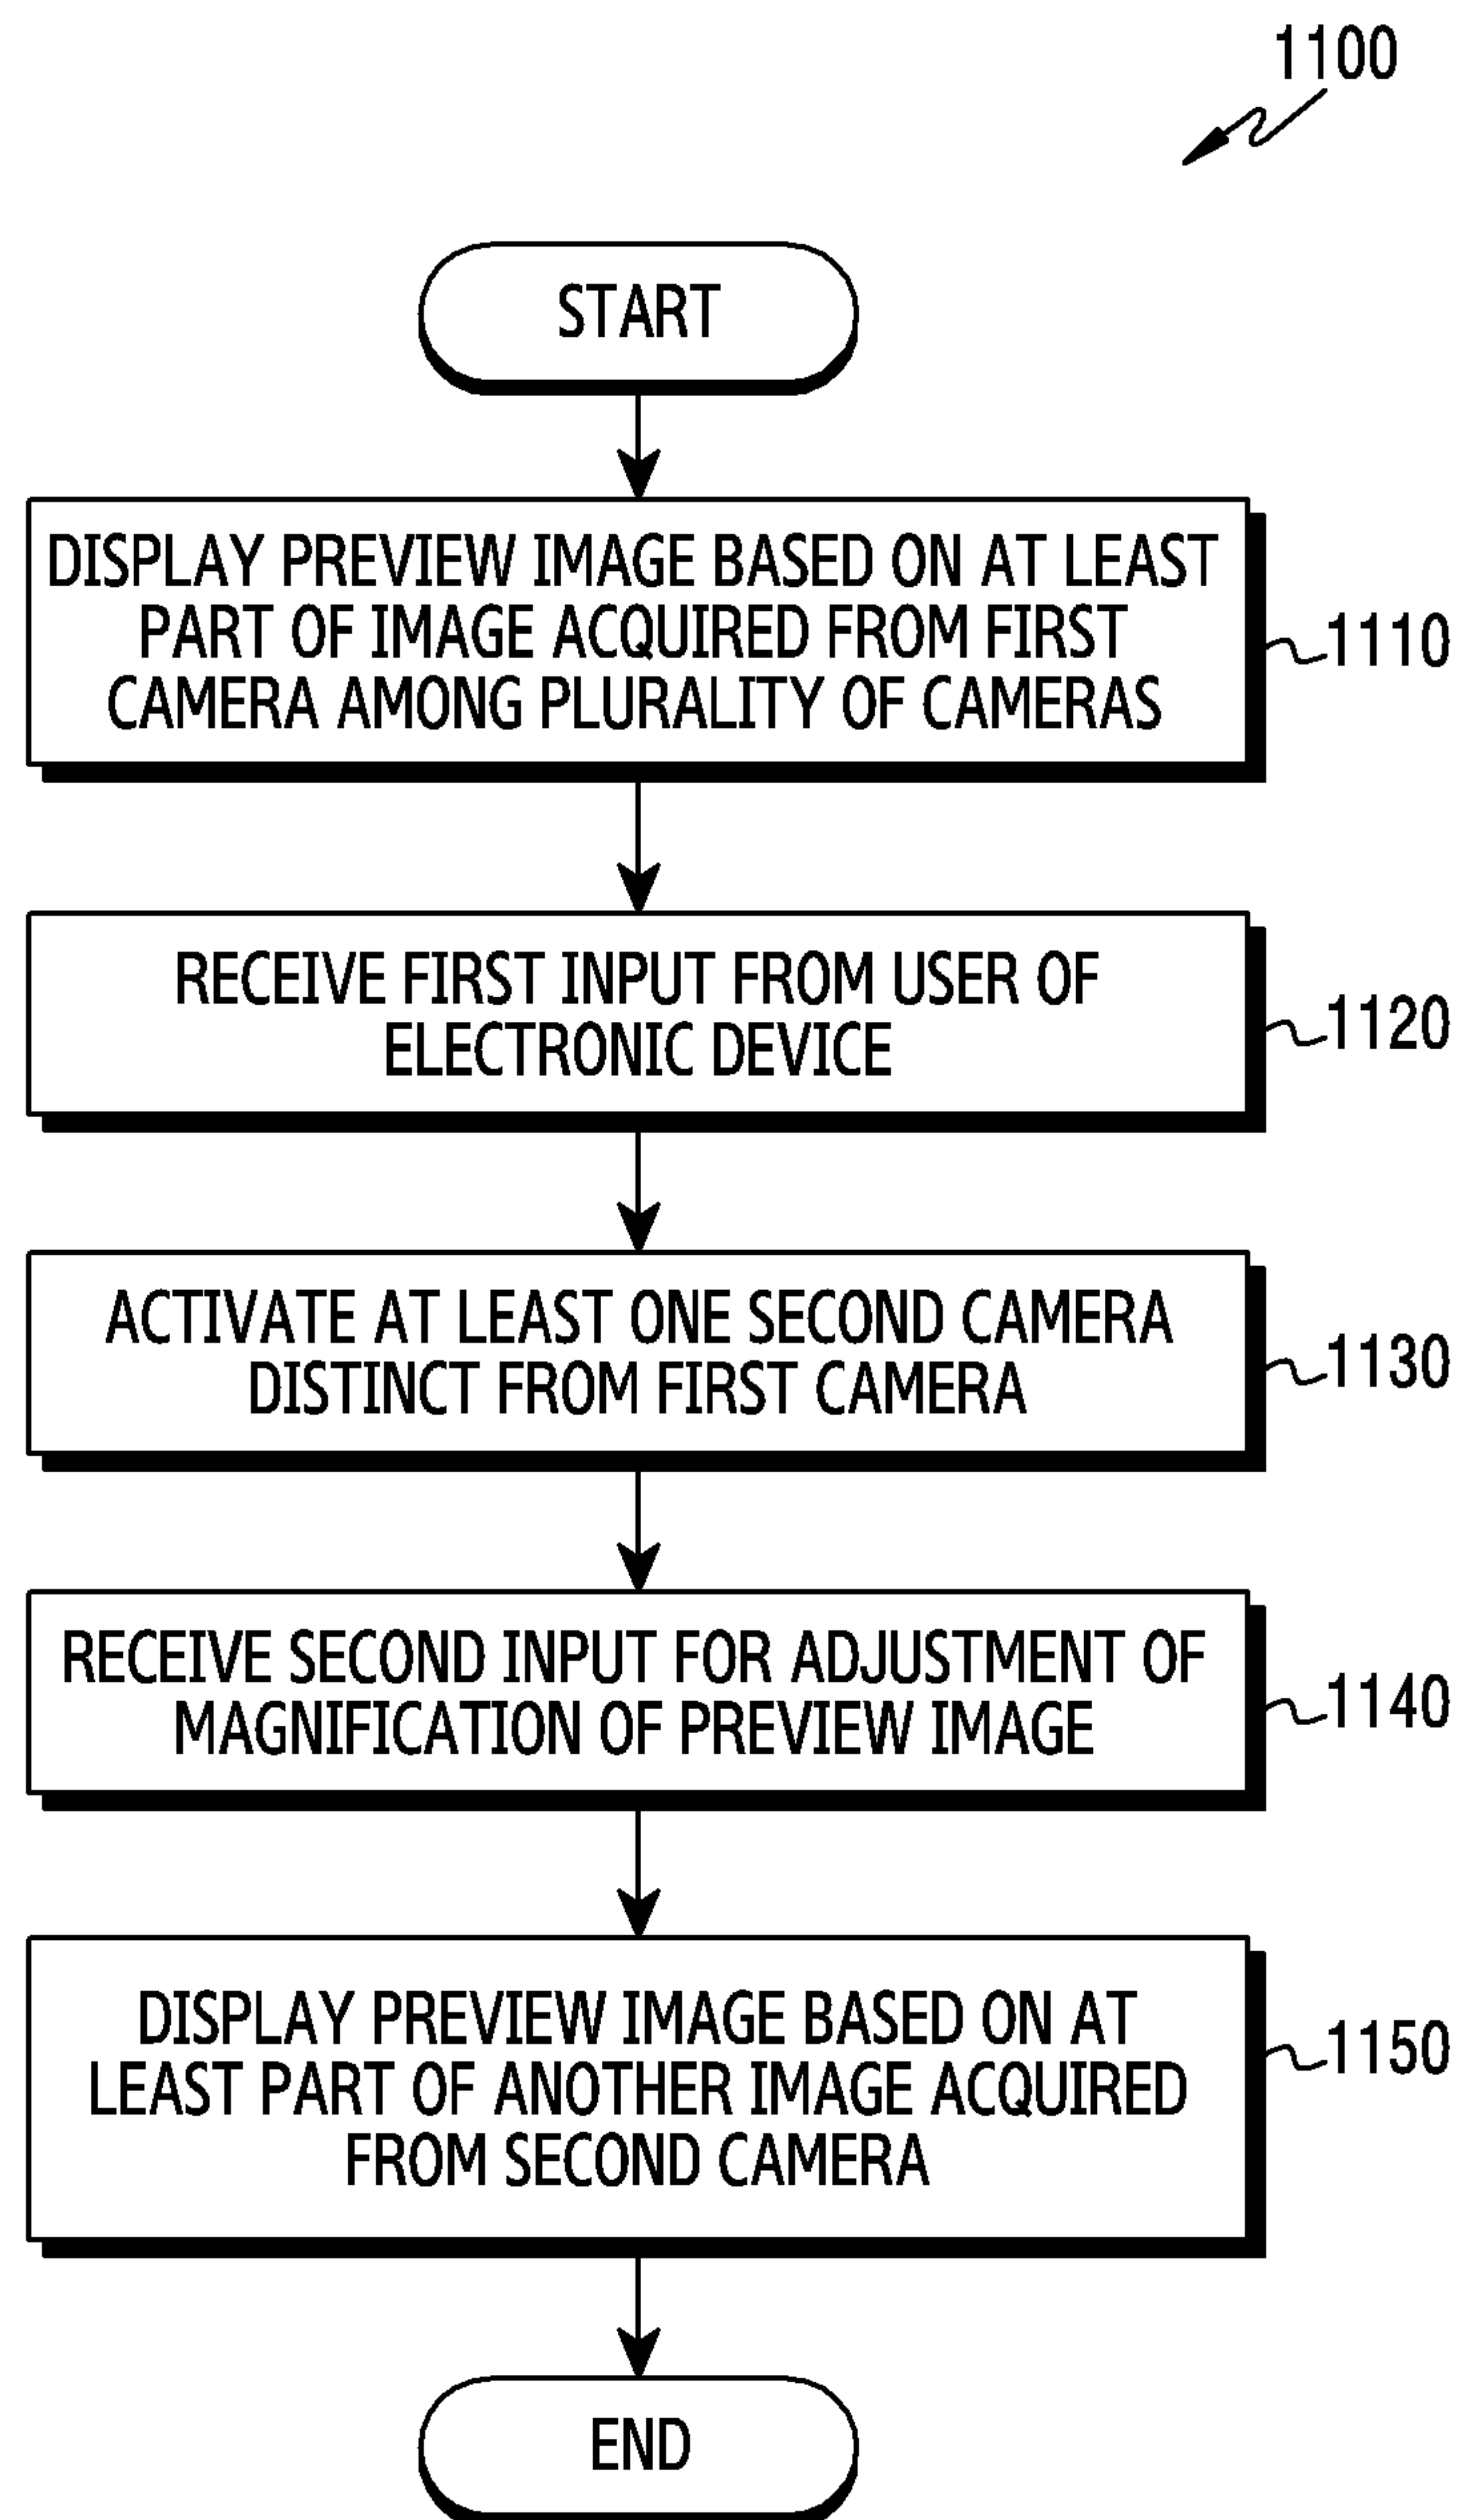 1100
START
DISPLAY PREVIEW IMAGE BASED ON AT LEAST
PART OF IMAGE ACQUIRED FROM FIRST
CAMERA AMONG PLURALITY OF CAMERAS
1110
RECEIVE FIRST INPUT FROM USER OF
ELECTRONIC DEVICE
1120
ACTIVATE AT LEAST ONE SECOND CAMERA
DISTINCT FROM FIRST CAMERA
1130
RECEIVE SECOND INPUT FOR ADJUSTMENT OF
MAGNIFICATION OF PREVIEW IMAGE
1140
DISPLAY PREVIEW IMAGE BASED ON AT
LEAST PART OF ANOTHER IMAGE ACQUIRED
FROM SECOND CAMERA
1150
END